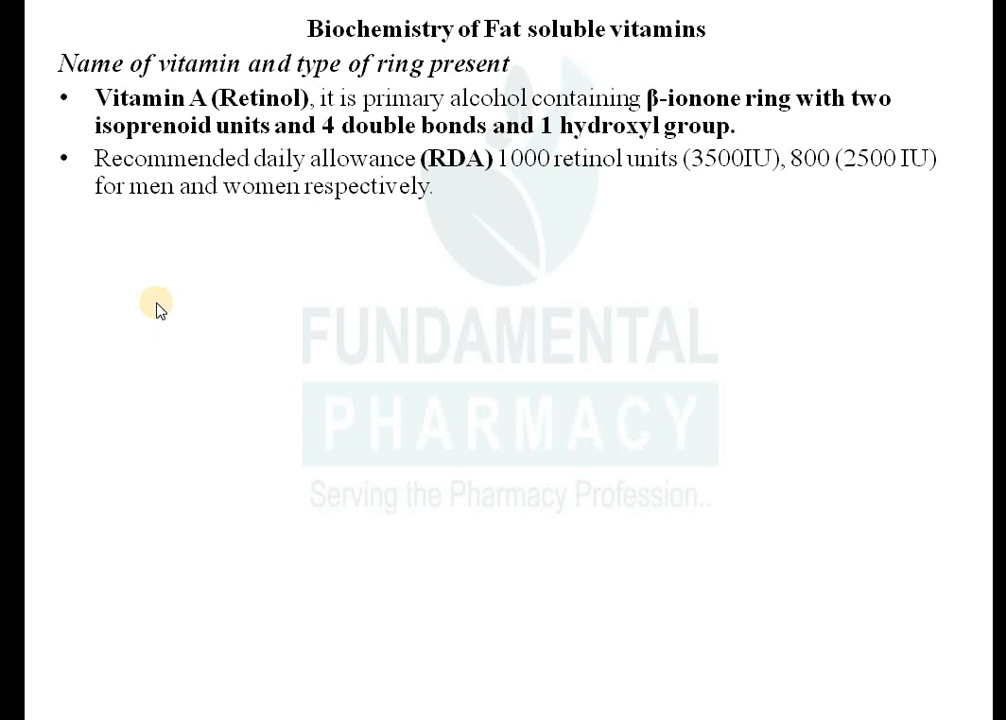 Biochemistry of Fat soluble vitamins
Name of vitamin and type of ring present
• Vitamin A (Retinol), it is primary alcohol containing β-ionone ring with two
isoprenoid units and 4 double bonds and 1 hydroxyl group.
• Recommended daily allowance (RDA) 1000 retinol units (3500IU), 800 (2500 IU)
for men and women respectively.
FUNDAMENTAL
PHARMACY
Serving the Pharmacy Profession..